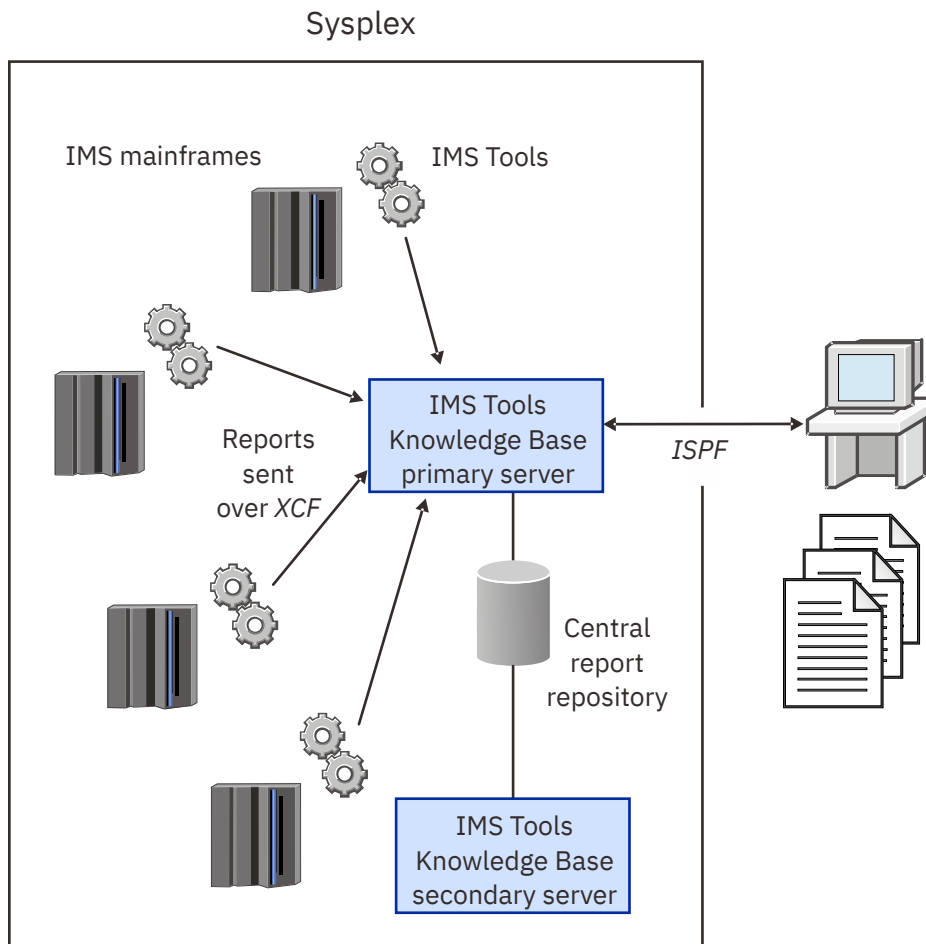 Sysplex
IMS mainframes
IMS Tools
IMS Tools
Knowledge Base
primary server
Reports
sent
over XCF
ISPF
Central
report
repository
IMS Tools
Knowledge Base
secondary server